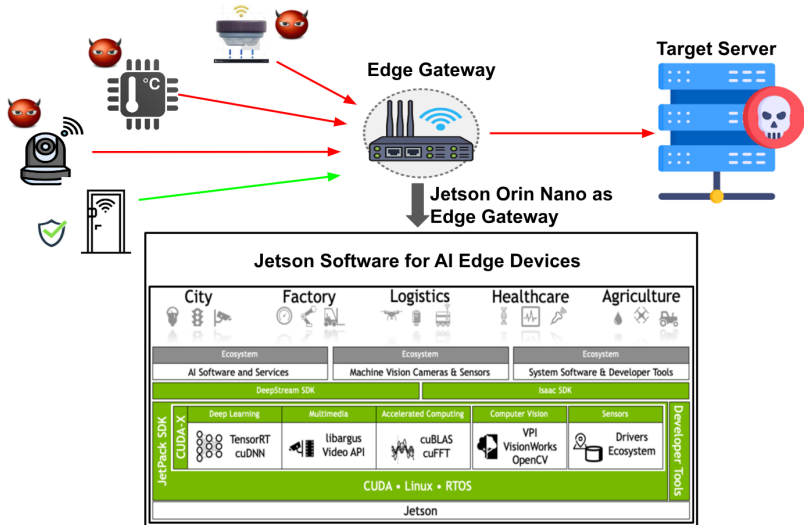 Edge Gateway
Target Server
°C
Jetson Orin Nano as
Edge Gateway
Jetson Software for AI Edge Devices
City
Factory
Logistics
Healthcare
Agriculture
Ecosystem
AI Software and Services
Ecosystem
Machine Vision Cameras & Sensors
Ecosystem
System Software & Developer Tools
DeepStream SDK
Isaac SDK
JetPack SDK
CUDA-X
Deep Learning
TensorRT
cuDNN
Multimedia
libargus
Video API
Accelerated Computing
cuBLAS
cuFFT
Computer Vision
VPI
VisionWorks
OpenCV
Sensors
Drivers
Ecosystem
Developer Tools
CUDA • Linux • RTOS
Jetson